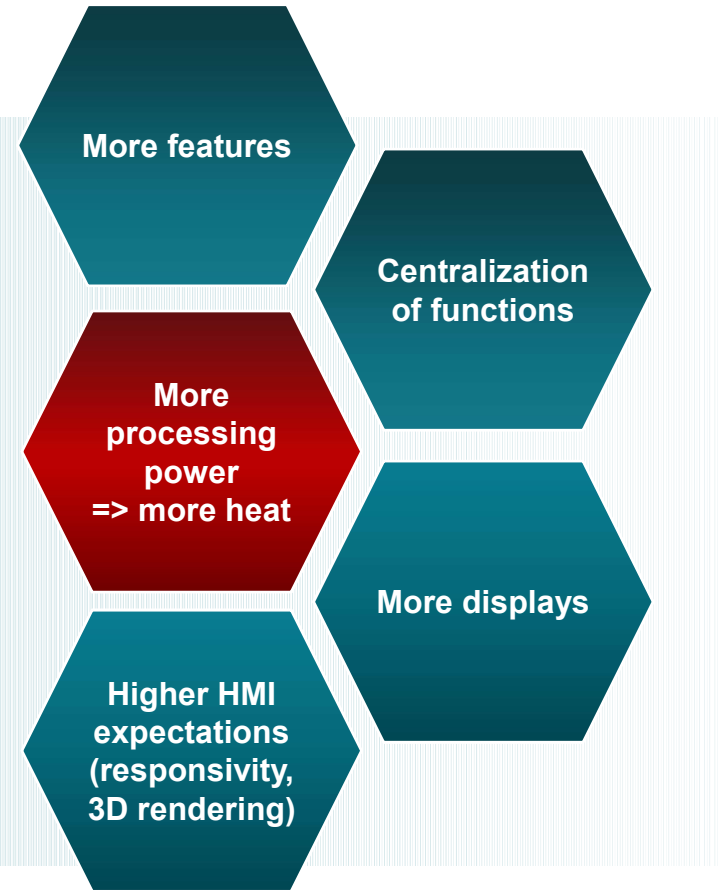 More features
Centralization
of functions
More
processing
power
=> more heat
More displays
Higher HMI
expectations
(responsivity,
3D rendering)